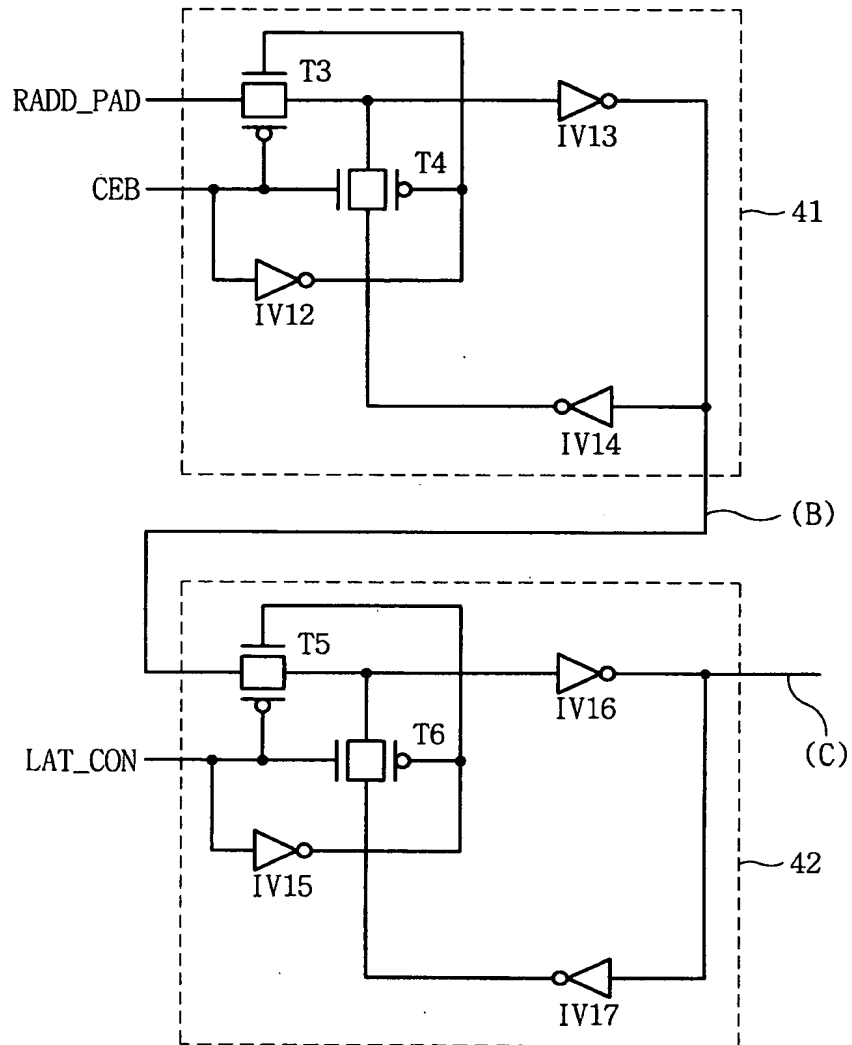 T3
RADD_PAD
IV13
T4
CEB
41
IV12
IV14
(B)
T5
IV16
T6
LAT_CON
(C)
IV15
42
IV17